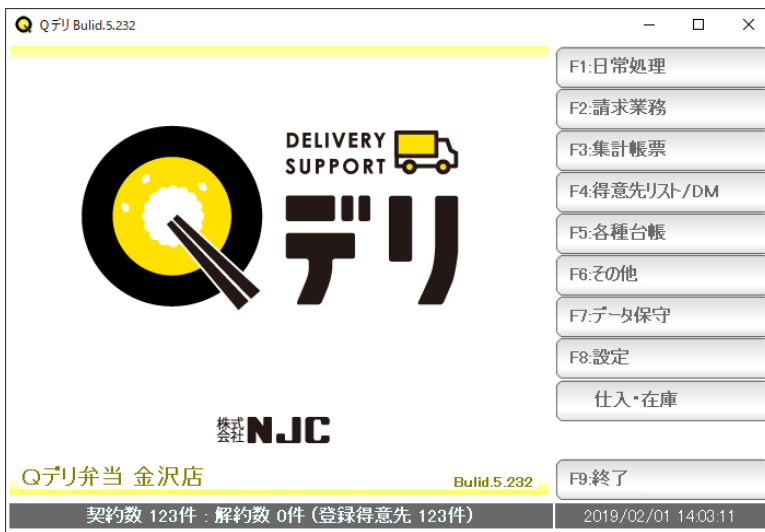 Qデリ Bulid.5.232
DELIVERY
SUPPORT
Qデリ
株式会社NJC
Qデリ弁当 金沢店
Bulid.5.232
F1:日常処理
F2:請求業務
F3:集計帳票
F4:得意先リスト/DM
F5:各種台帳
F6:その他
F7:データ保守
F8:設定
仕入・在庫
F9:終了
契約数 123件 : 解約数 0件 (登録得意先 123件)
2019/02/01 14:03:11